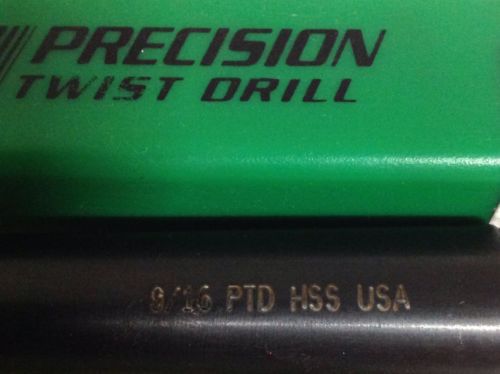 PRECISION
TWIST DRILL
9/16 PTD HSS USA